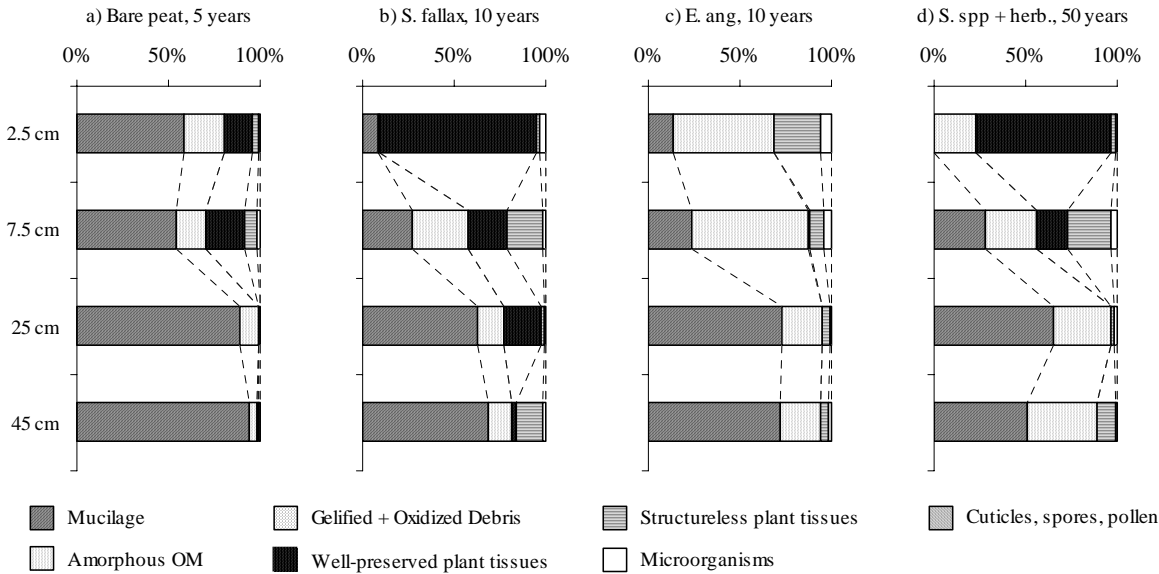 a) Bare peat, 5 years
b) S. fallax, 10 years
c) E. ang, 10 years
d) S. spp + herb., 50 years
0% 50% 100%
0% 50% 100%
0% 50% 100%
0% 50% 100%
2.5 cm
7.5 cm
25 cm
45 cm
Mucilage
Gelified + Oxidized Debris
Structureless plant tissues
Cuticles, spores, pollen
Amorphous OM
Well-preserved plant tissues
Microorganisms